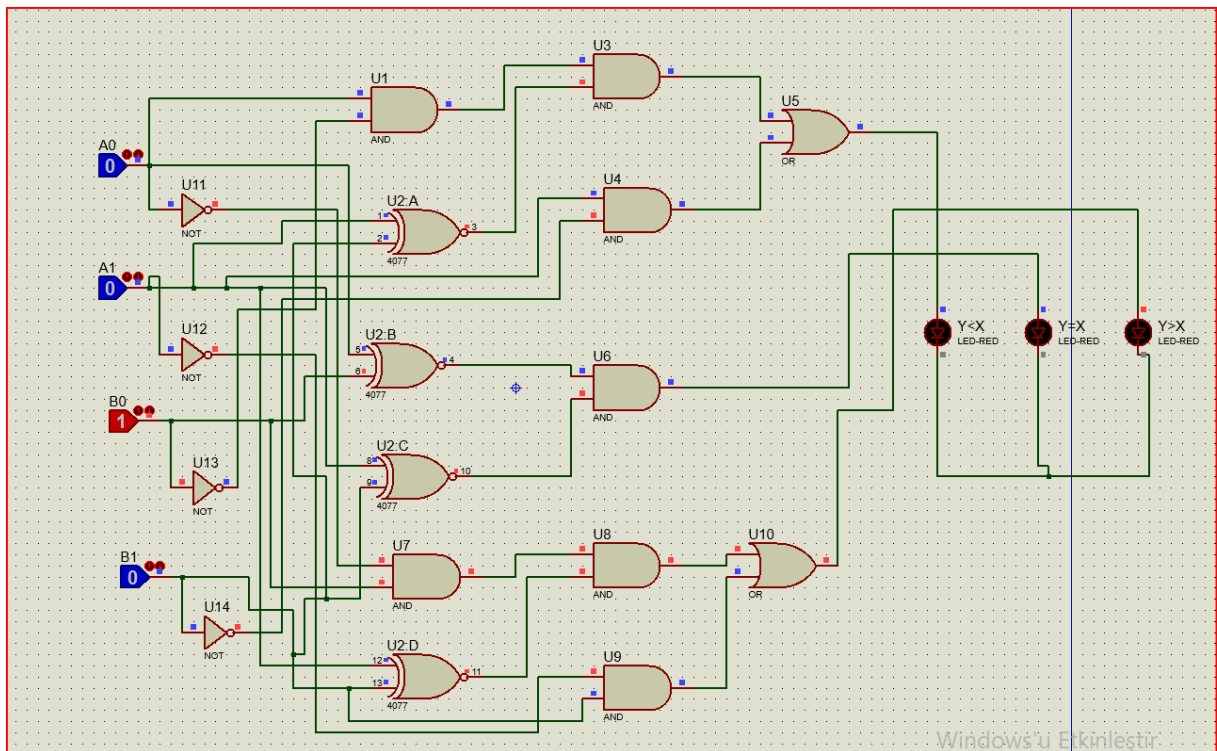 U3
U1
AND
U5
AND
OR
A0
0
U11
U4
NOT
U2:A
1
2
3
4077
AND
A1
0
Y<X
LED-RED
Y=X
LED-RED
Y>X
LED-RED
U12
NOT
U2:B
5
6
4
4077
U6
AND
B0
1
U13
NOT
U2:C
8
9
10
4077
U7
AND
U8
AND
U10
OR
B1
0
U14
NOT
U2:D
12
13
11
4077
U9
AND
Windows'u Etkinleştir